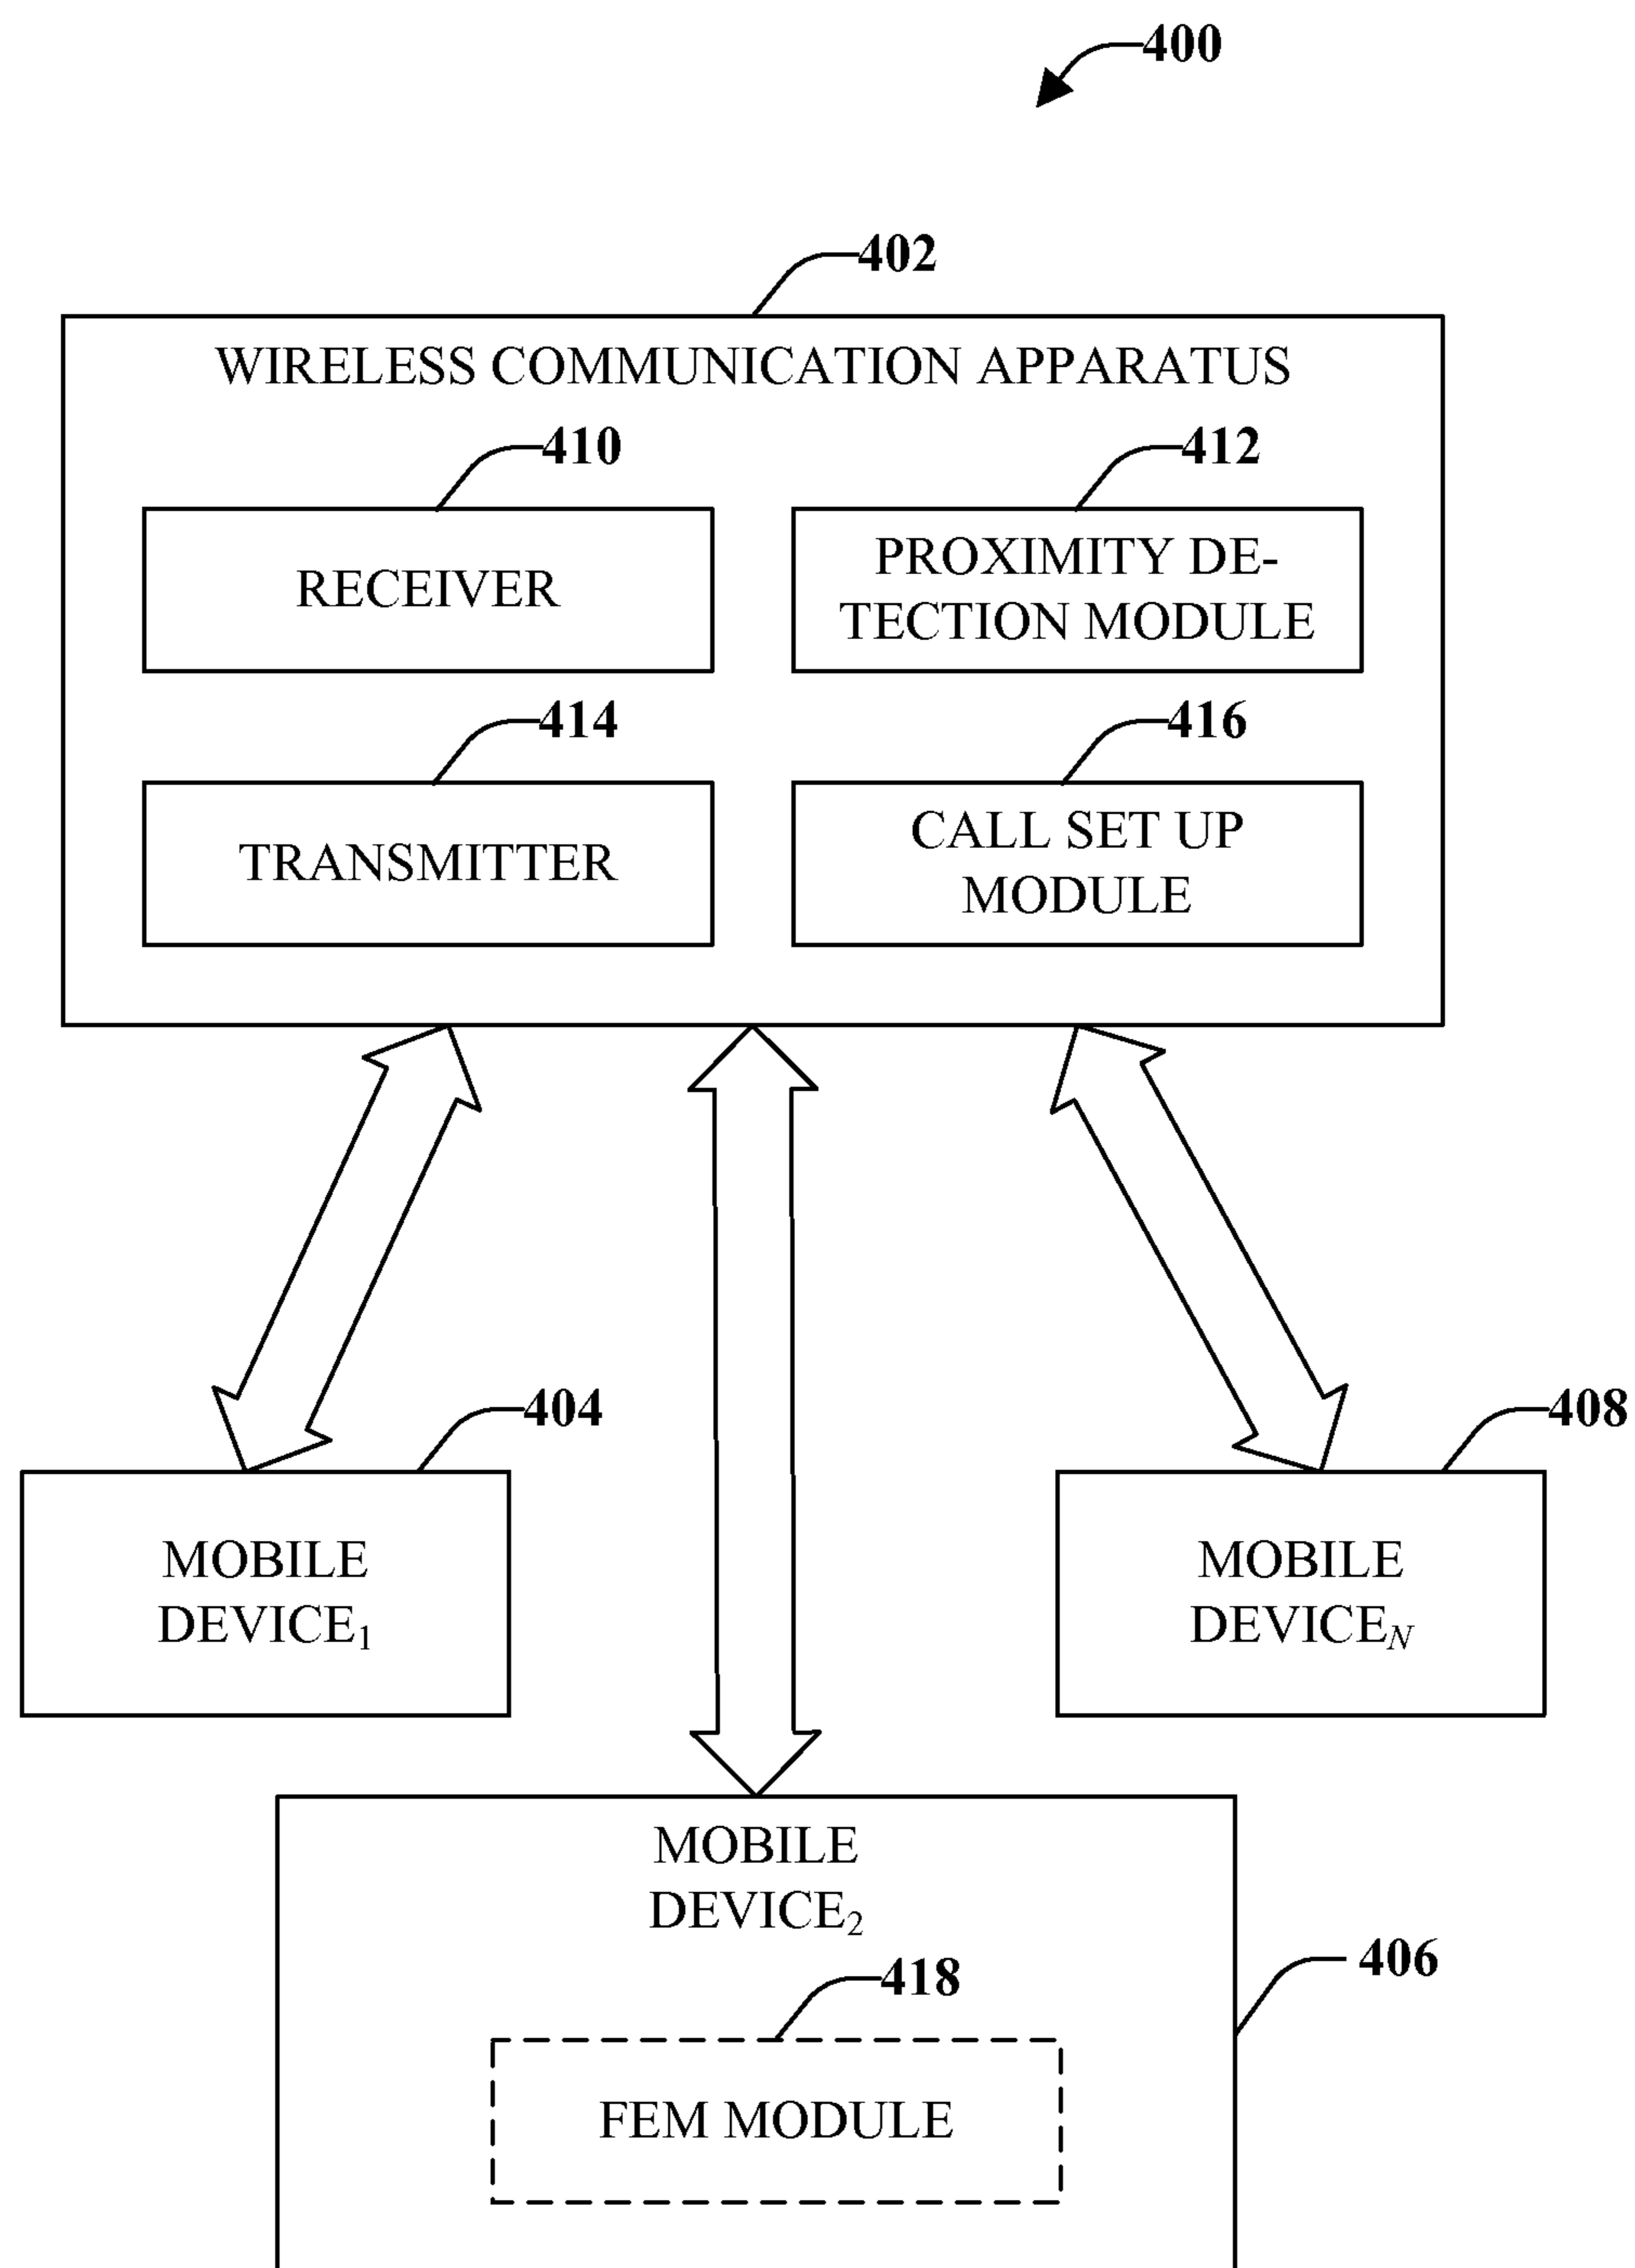 400
402
WIRELESS COMMUNICATION APPARATUS
410
412
RECEIVER
PROXIMITY DE-
TECTION MODULE
414
416
TRANSMITTER
CALL SET UP
MODULE
404
408
MOBILE
DEVICE1
MOBILE
DEVICEN
MOBILE
DEVICE2
406
418
FEM MODULE